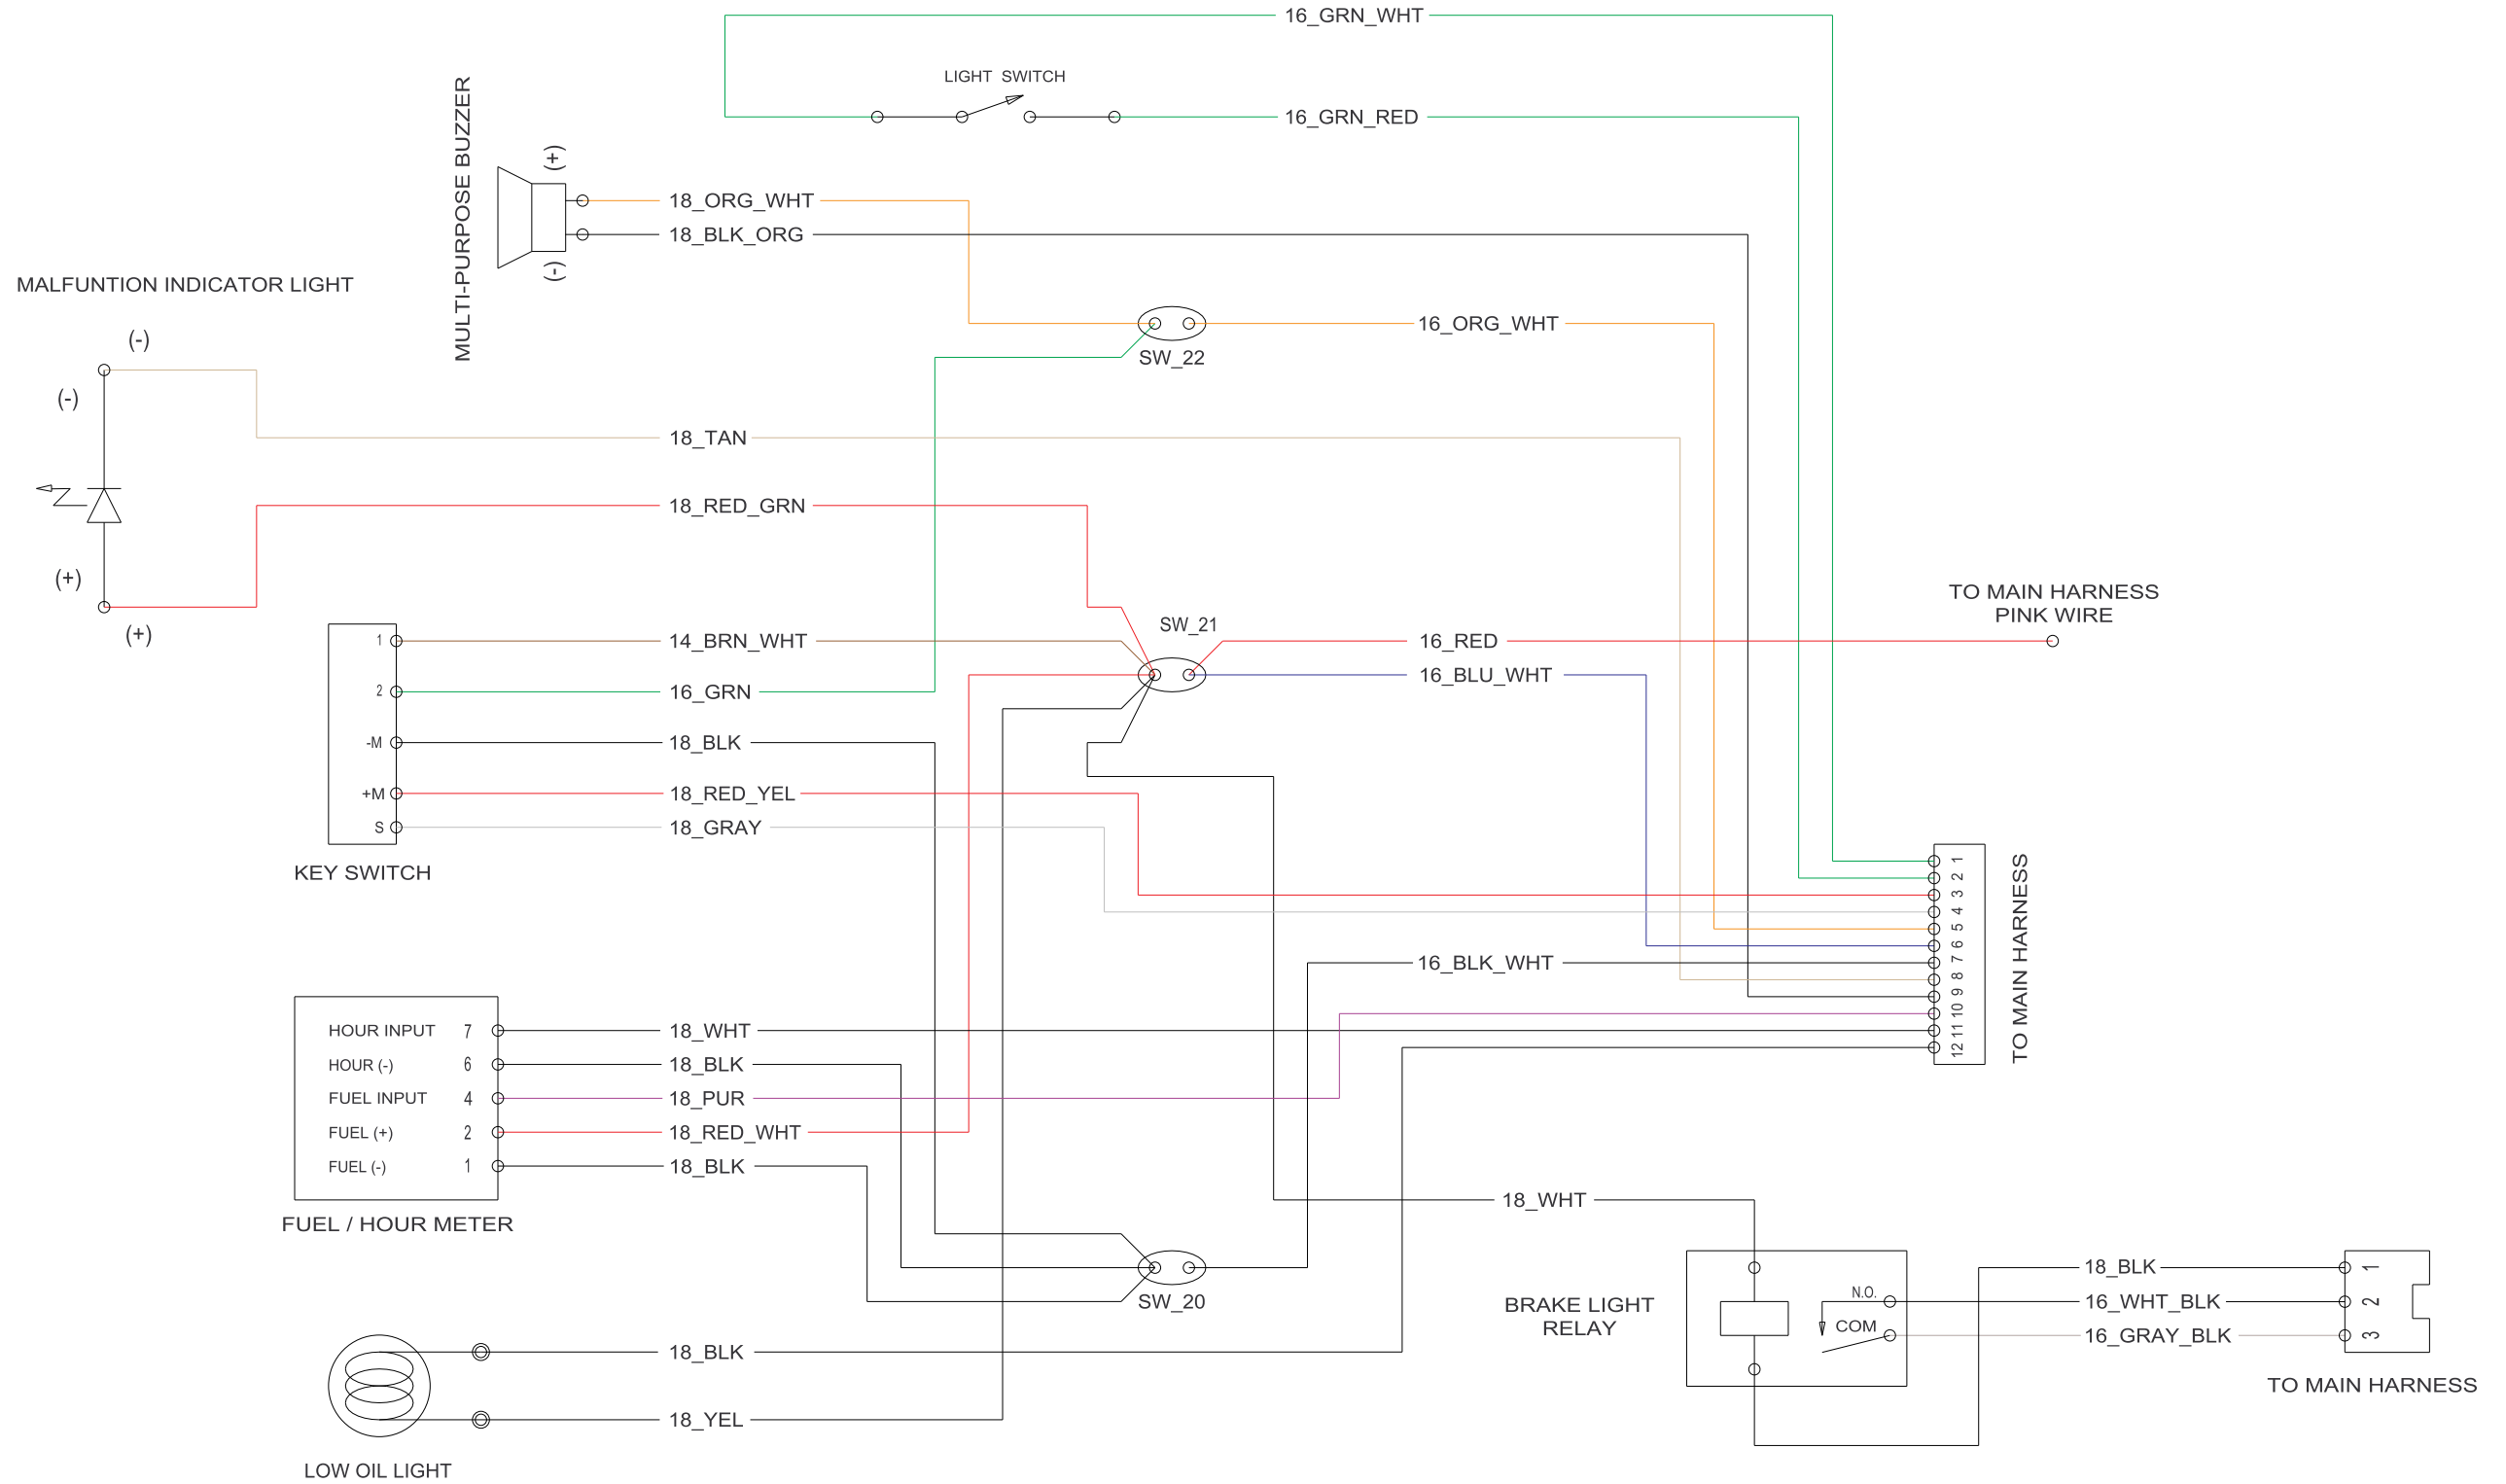 16_GRN_WHT
LIGHT SWITCH
16_GRN_RED
MULTI-PURPOSE BUZZER
(+)
18_ORG_WHT
18_BLK_ORG
(-)
MALFUNTION INDICATOR LIGHT
(-)
(-)
16_ORG_WHT
SW_22
18_TAN
18_RED_GRN
(+)
(+)
TO MAIN HARNESS
PINK WIRE
SW_21
1
14_BRN_WHT
16_RED
2
16_GRN
16_BLU_WHT
-M
18_BLK
+M
18_RED_YEL
S
18_GRAY
KEY SWITCH
1
2
3
4
5
6
7
8
9
10
11
12
TO MAIN HARNESS
16_BLK_WHT
HOUR INPUT 7
18_WHT
HOUR (-) 6
18_BLK
FUEL INPUT 4
18_PUR
FUEL (+) 2
18_RED_WHT
FUEL (-) 1
18_BLK
FUEL / HOUR METER
18_WHT
SW_20
BRAKE LIGHT
RELAY
N.O.
COM
18_BLK
1
16_WHT_BLK
2
16_GRAY_BLK
3
TO MAIN HARNESS
18_BLK
18_YEL
LOW OIL LIGHT